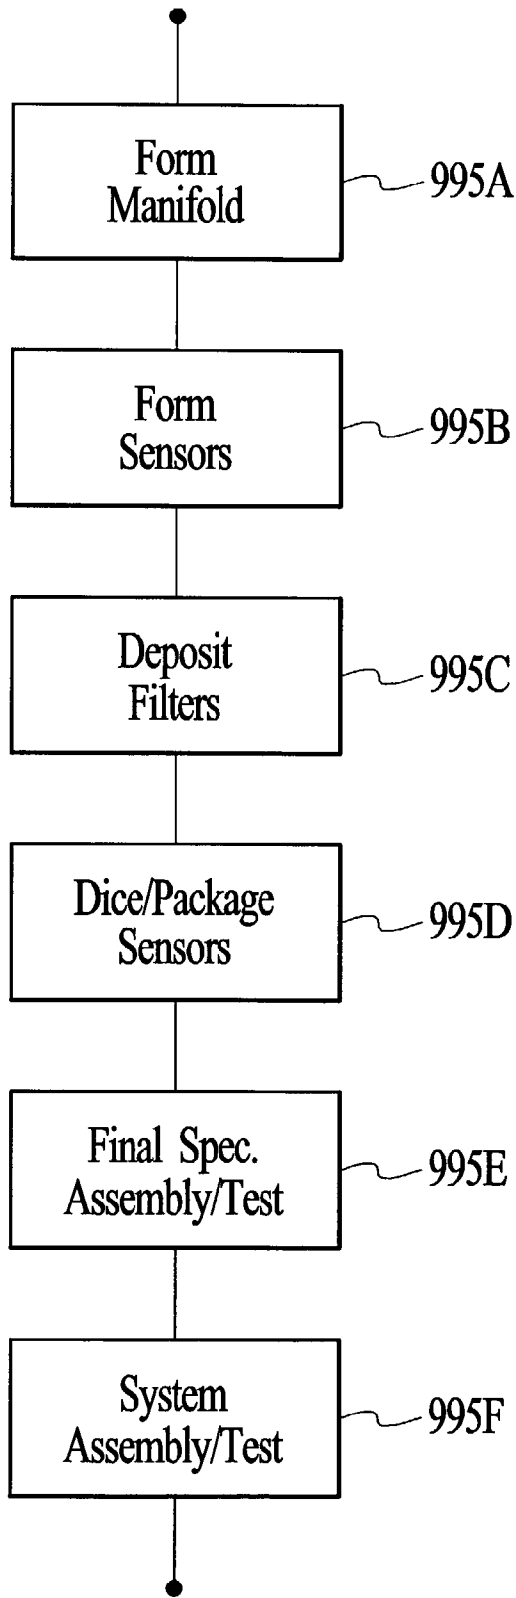 Form
Manifold
995A
Form
Sensors
995B
Deposit
Filters
995C
Dice/Package
Sensors
995D
Final Spec.
Assembly/Test
995E
System
Assembly/Test
995F